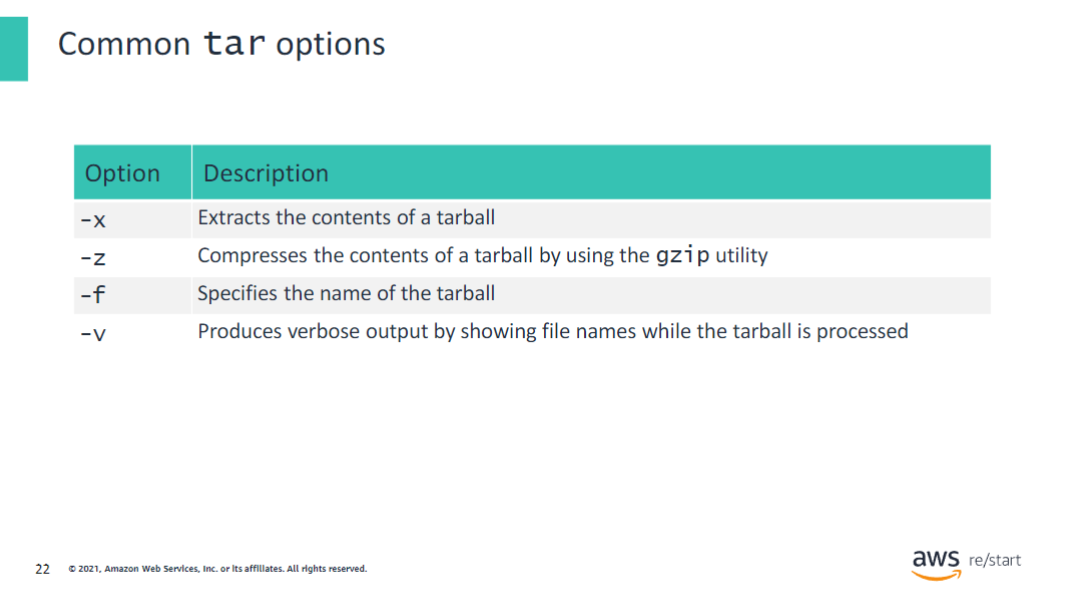 Common tar options
Option Description
-x Extracts the contents of a tarball
-z Compresses the contents of a tarball by using the gzip utility
-f Specifies the name of the tarball
-v Produces verbose output by showing file names while the tarball is processed
22 © 2021, Amazon Web Services, Inc. or its affiliates. All rights reserved.
aws re/start